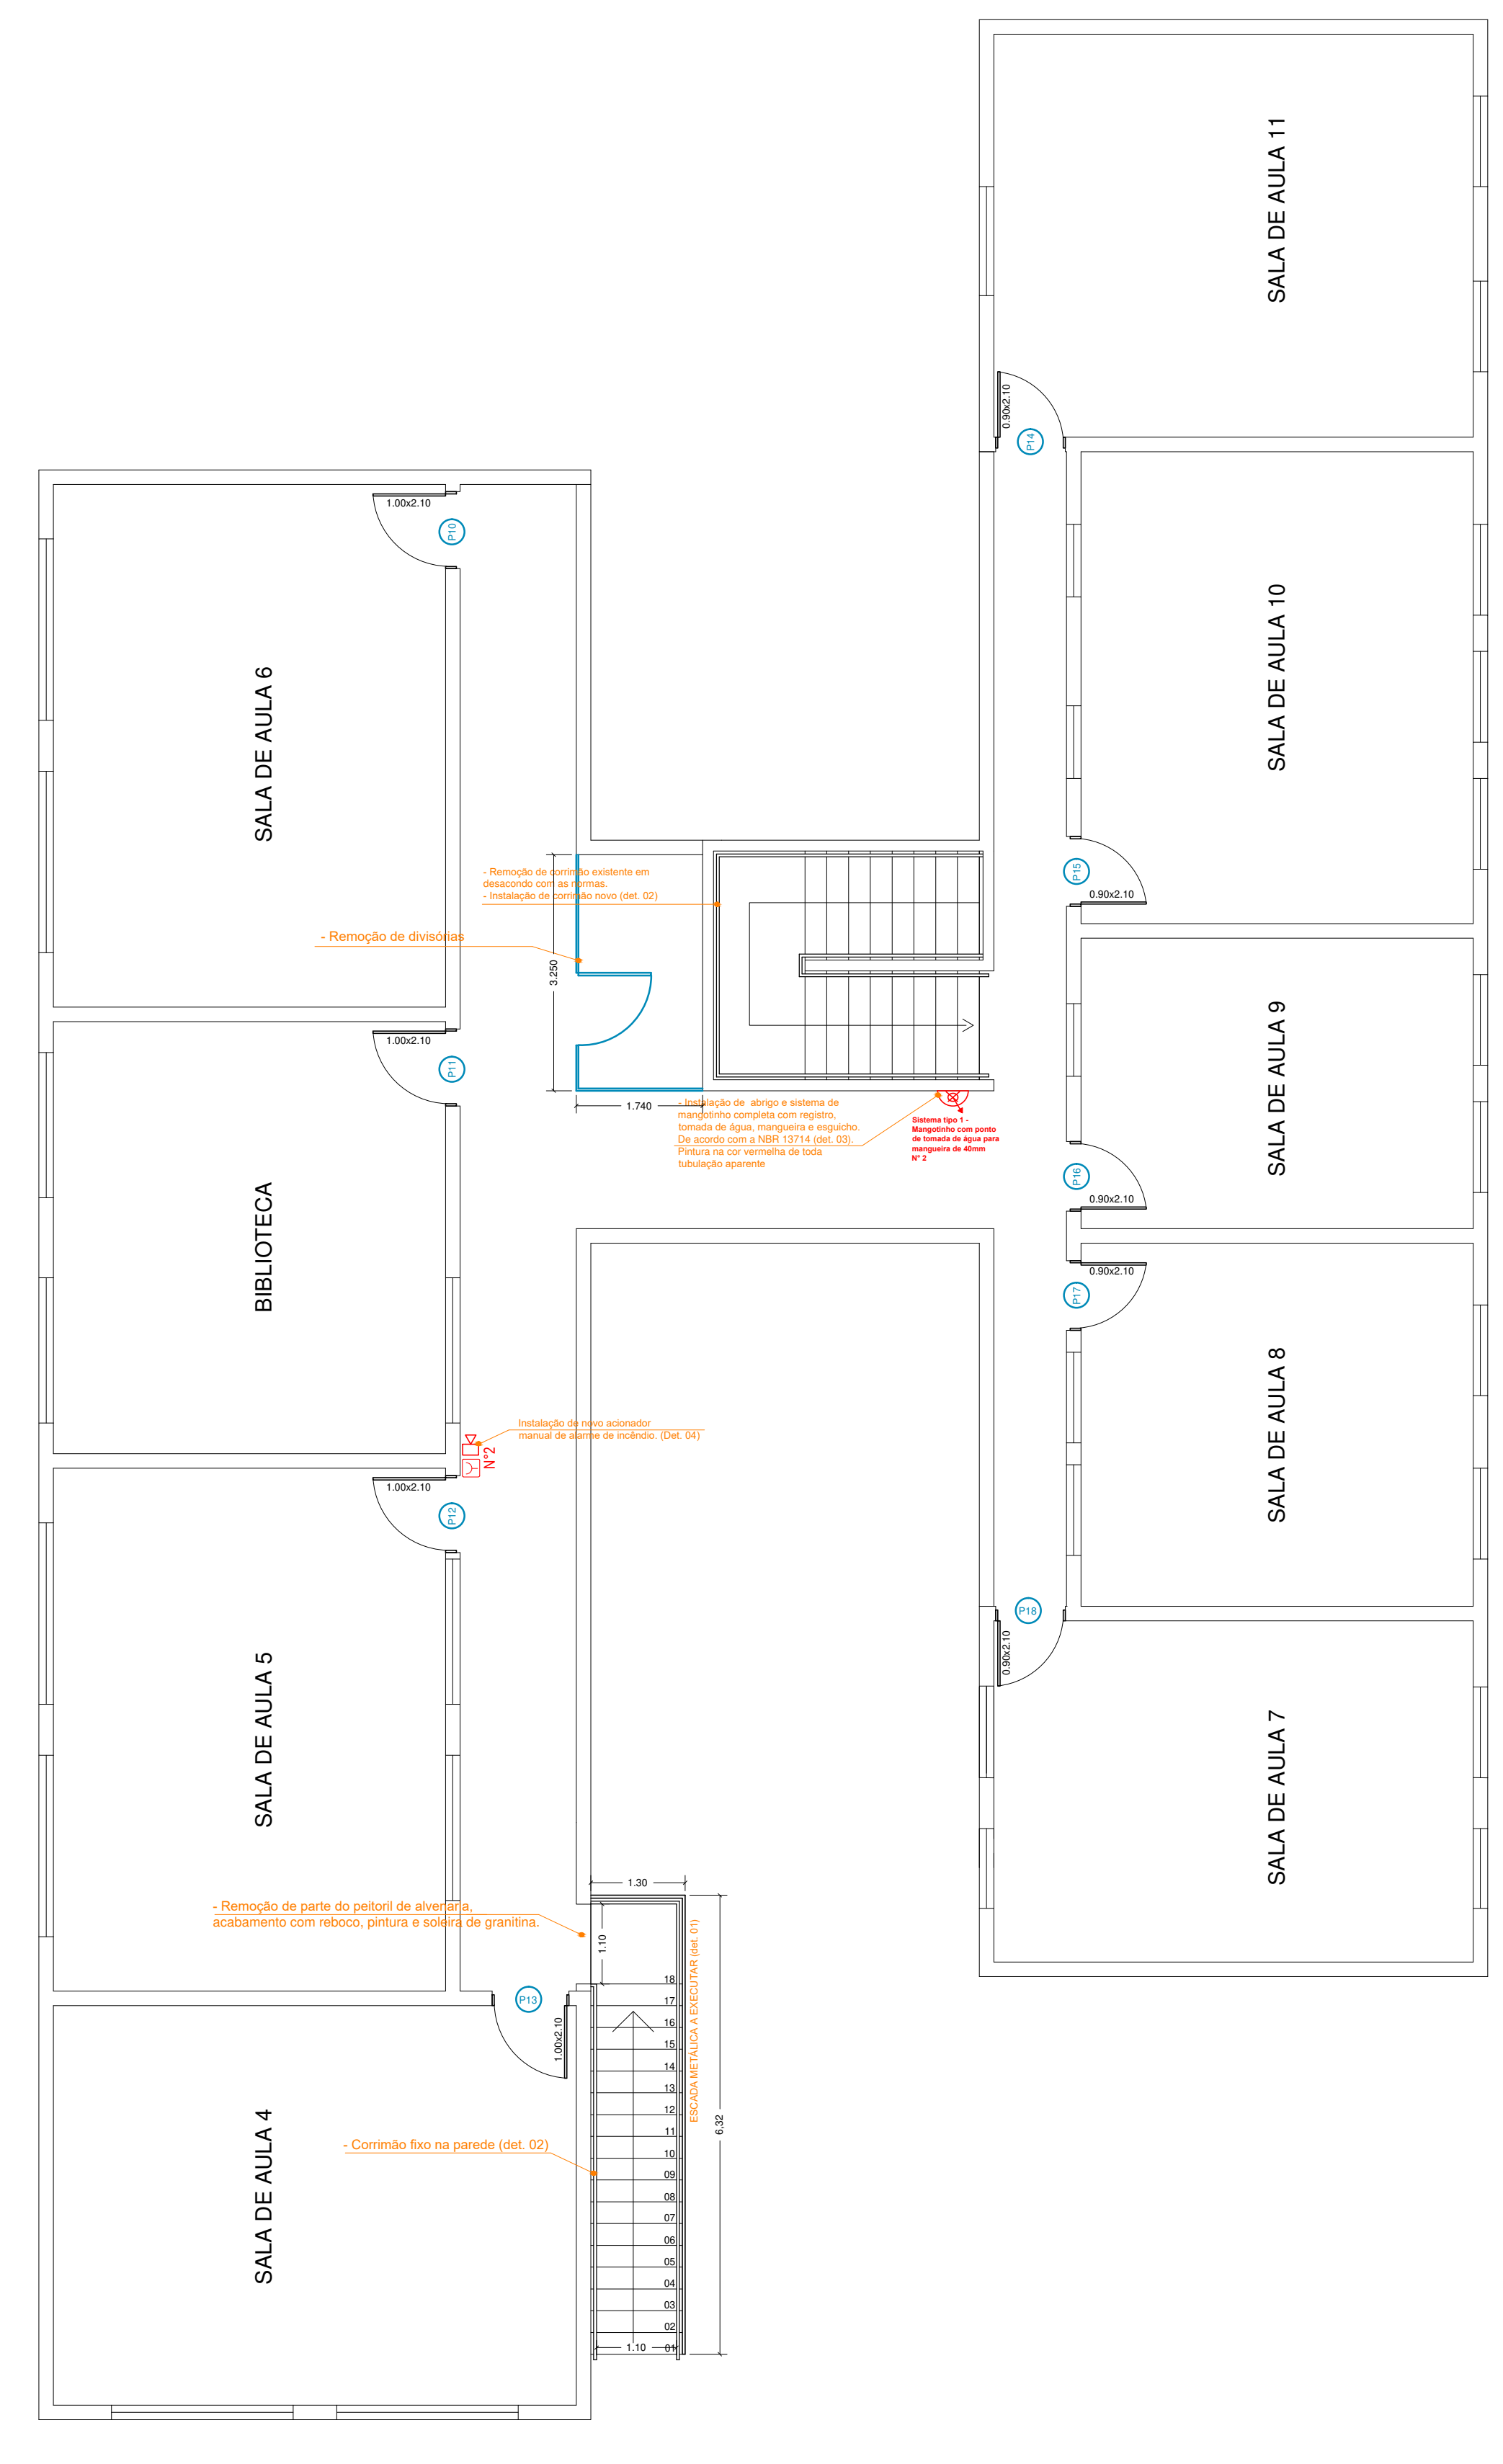 SALA DE AULA 11
0.90x2.10
P14
1.00x2.10
P10
SALA DE AULA 6
SALA DE AULA 10
- Remoção de corrimão existente em
desacondo com as normas.
- Instalação de corrimão novo (det. 02)
P15
0.90x2.10
- Remoção de divisórias
3.250
1.00x2.10
P11
SALA DE AULA 9
1.740
- Instalação de  abrigo e sistema de
mangotinho completa com registro,
tomada de água, mangueira e esguicho.
De acordo com a NBR 13714 (det. 03).
Pintura na cor vermelha de toda
tubulação aparente
Sistema tipo 1 -
Mangotinho com ponto
de tomada de água para
mangueira de 40mm
N° 2
P16
0.90x2.10
BIBLIOTECA
0.90x2.10
P17
SALA DE AULA 8
Instalação de novo acionador
manual de alarme de incêndio. (Det. 04)
N°2
1.00x2.10
P12
P18
0.90x2.10
SALA DE AULA 5
SALA DE AULA 7
1.30
- Remoção de parte do peitoril de alvenaria,
acabamento com reboco, pintura e soleira de granitina.
1.10
P13
1.00x2.10
ESCADA METÁLICA A EXECUTAR (det. 01)
18
17
16
15
14
13
12
11
10
09
08
07
06
05
04
03
02
01
6,32
SALA DE AULA 4
- Corrimão fixo na parede (det. 02)
1.10